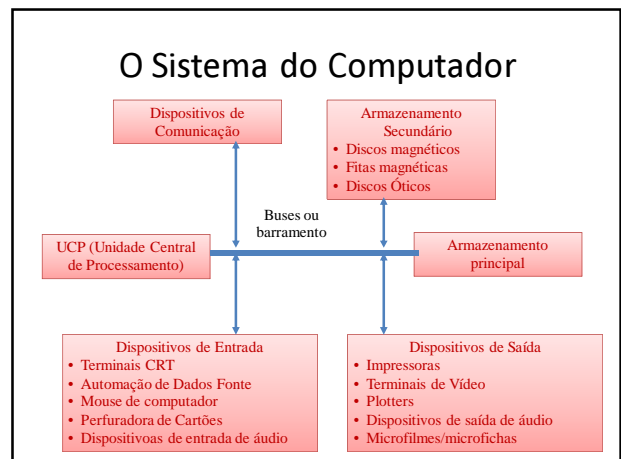 O Sistema do Computador
Dispositivos de
Comunicação
Armazenamento
Secundário
• Discos magnéticos
• Fitas magnéticas
• Discos Óticos
Buses ou
barramento
UCP (Unidade Central
de Processamento)
Armazenamento
principal
Dispositivos de Entrada
• Terminais CRT
• Automação de Dados Fonte
• Mouse de computador
• Perfuradora de Cartões
• Dispositivoas de entrada de áudio
Dispositivos de Saída
• Impressoras
• Terminais de Vídeo
• Plotters
• Dispositivos de saída de áudio
• Microfilmes/microfichas